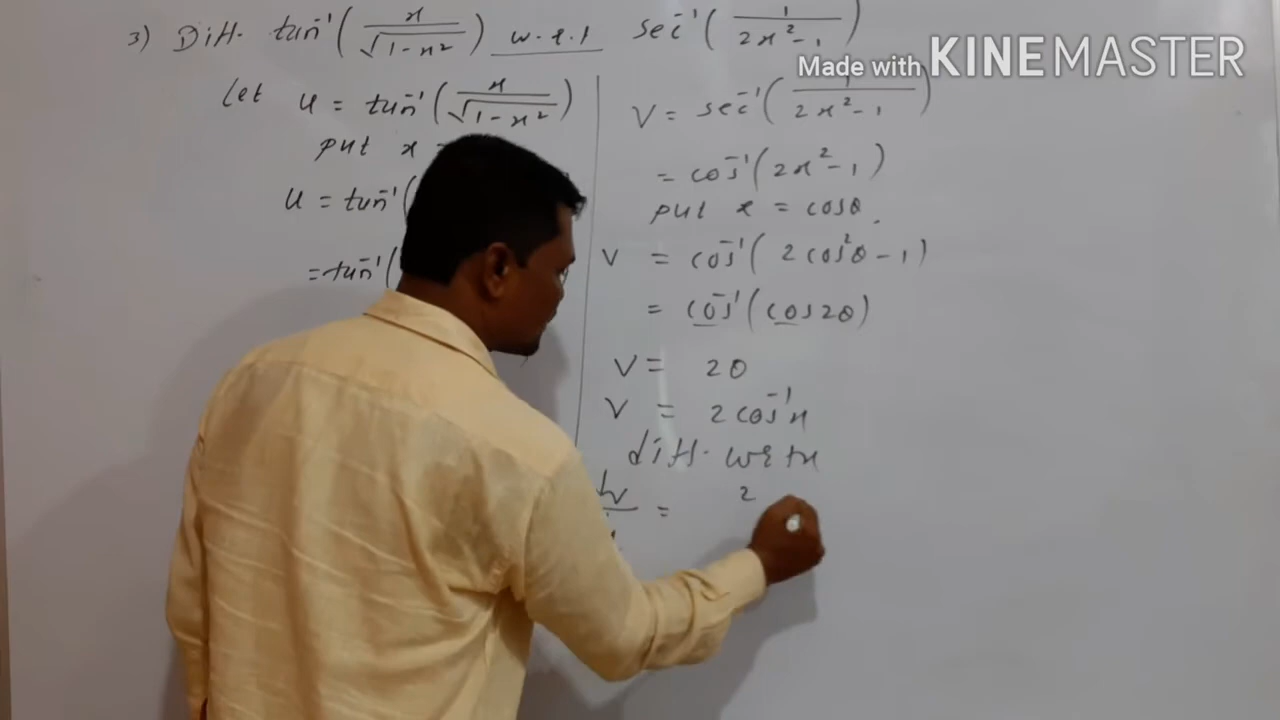 3) Diff. tan⁻¹(x/√(1-x²)) w.r.t sec⁻¹(1/(2x²-1))
Made with KINEMASTER
Let u = tan⁻¹(x/√(1-x²))
put x
u = tan⁻¹(
= tan⁻¹(
V = sec⁻¹(1/(2x²-1))
= cos⁻¹(2x²-1)
put x = cosθ.
V = cos⁻¹(2cos²θ-1)
= cos⁻¹(cos2θ)
V = 2θ
V = 2cos⁻¹x
diff. wrtx
dv = 2